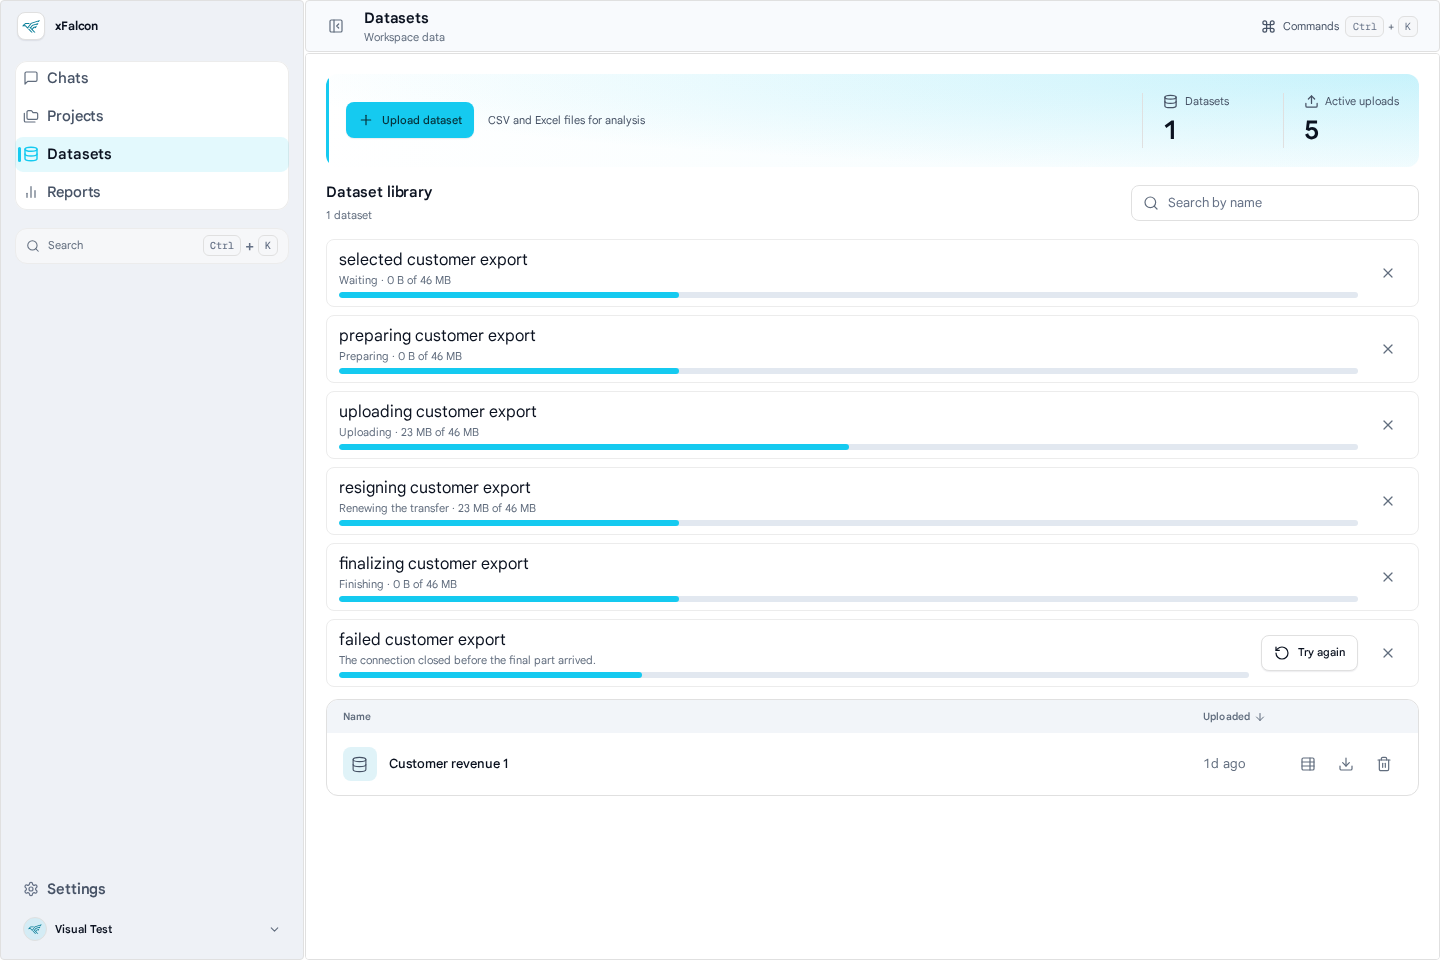 xFalcon
Chats
Projects
Datasets
Reports
Search Ctrl + K
Settings
Visual Test
Datasets
Workspace data
Commands Ctrl + K
Upload dataset
CSV and Excel files for analysis
Datasets
1
Active uploads
5
Dataset library
1 dataset
Search by name
selected customer export
Waiting · 0 B of 46 MB
preparing customer export
Preparing · 0 B of 46 MB
uploading customer export
Uploading · 23 MB of 46 MB
resigning customer export
Renewing the transfer · 23 MB of 46 MB
finalizing customer export
Finishing · 0 B of 46 MB
failed customer export
The connection closed before the final part arrived.
Try again
Name Uploaded
Customer revenue 1 1d ago